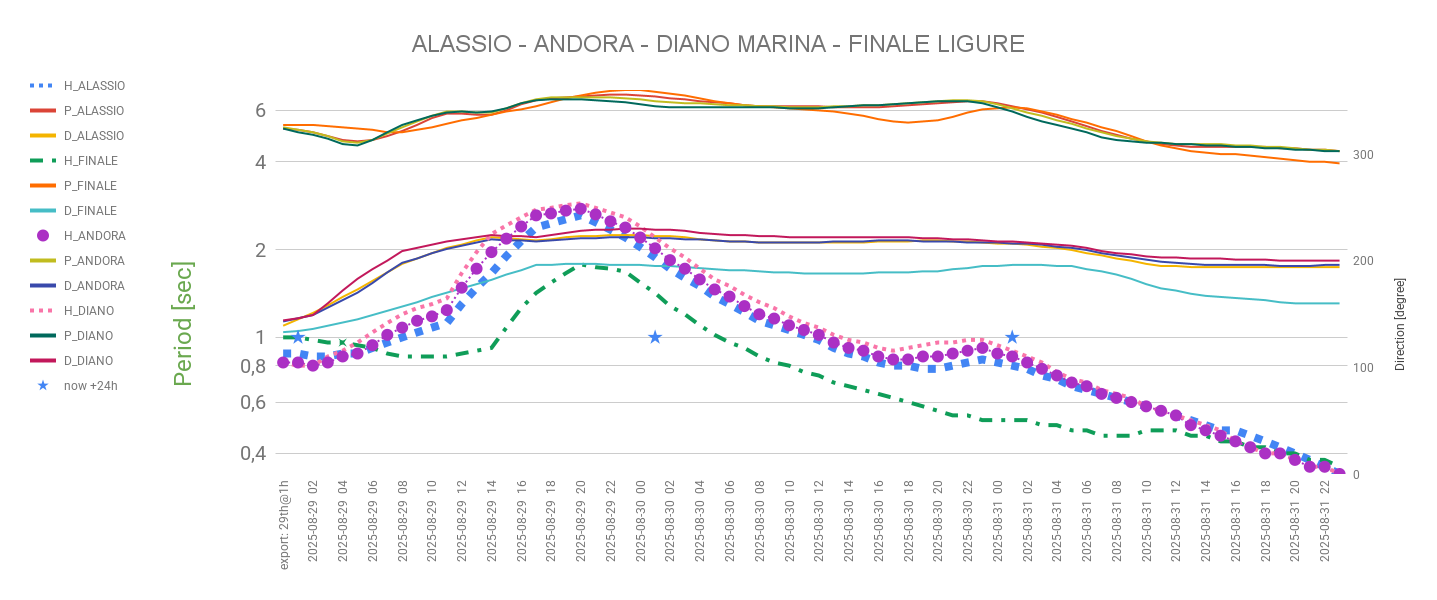 ALASSIO - ANDORA - DIANO MARINA - FINALE LIGURE
H_ALASSIO
P_ALASSIO
D_ALASSIO
H_FINALE
P_FINALE
D_FINALE
H_ANDORA
P_ANDORA
D_ANDORA
H_DIANO
P_DIANO
D_DIANO
now +24h
Period [sec]
6
4
2
1
0,8
0,6
0,4
300
200
100
0
Direction [degree]
export: 29th@1h
2025-08-29 02
2025-08-29 04
2025-08-29 06
2025-08-29 08
2025-08-29 10
2025-08-29 12
2025-08-29 14
2025-08-29 16
2025-08-29 18
2025-08-29 20
2025-08-29 22
2025-08-30 00
2025-08-30 02
2025-08-30 04
2025-08-30 06
2025-08-30 08
2025-08-30 10
2025-08-30 12
2025-08-30 14
2025-08-30 16
2025-08-30 18
2025-08-30 20
2025-08-30 22
2025-08-31 00
2025-08-31 02
2025-08-31 04
2025-08-31 06
2025-08-31 08
2025-08-31 10
2025-08-31 12
2025-08-31 14
2025-08-31 16
2025-08-31 18
2025-08-31 20
2025-08-31 22